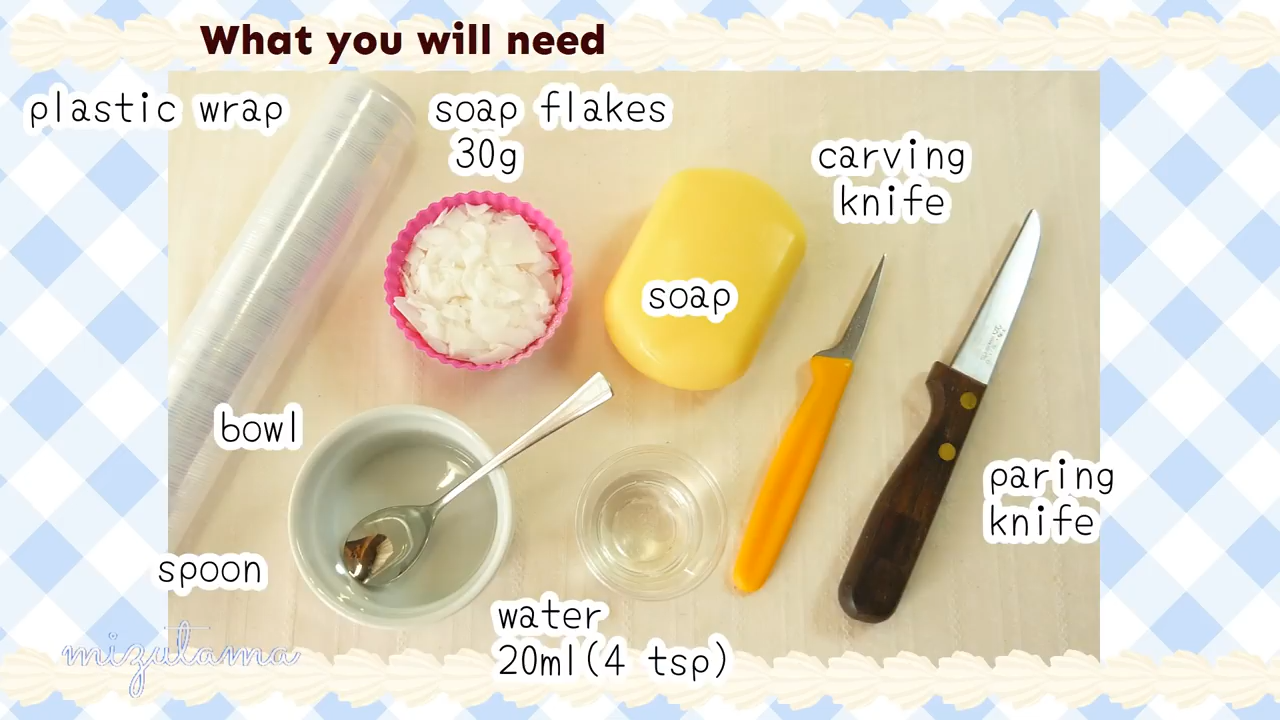 What you will need
plastic wrap
soap flakes
30g
carving
knife
soap
bowl
paring
knife
spoon
water
20ml(4 tsp)
mizutama